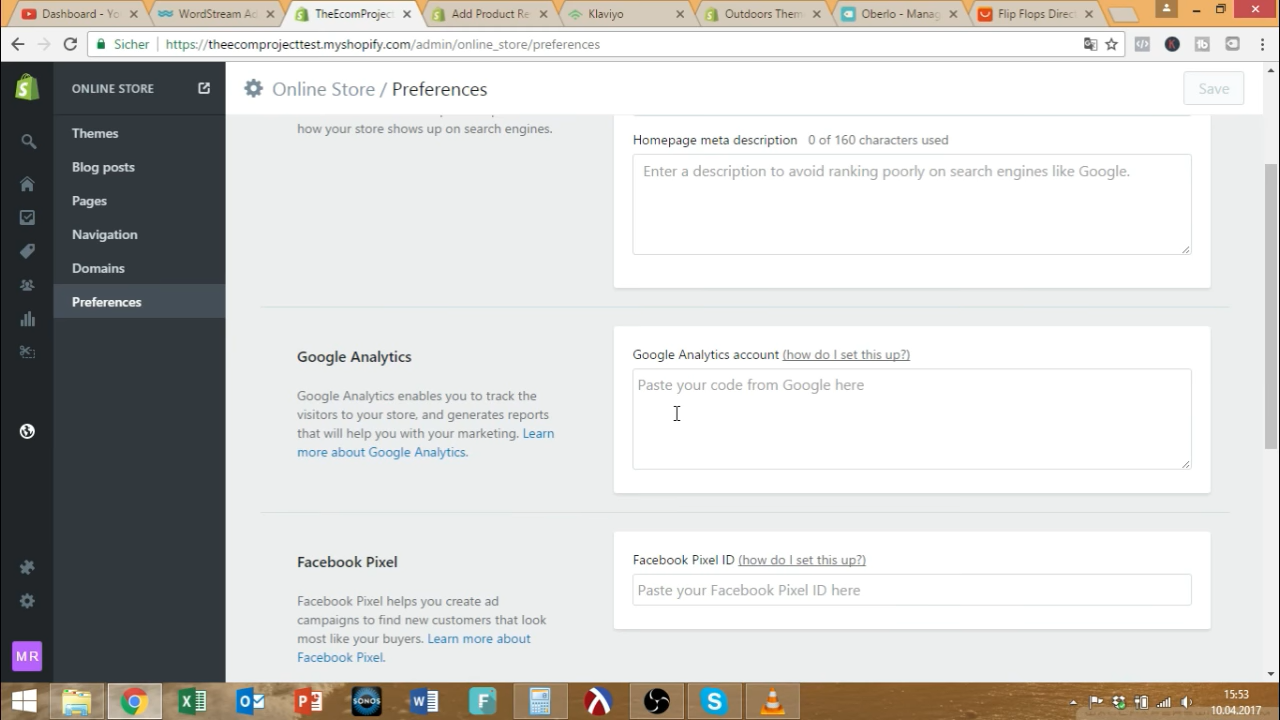 Dashboard - Yo
WordStream Ad
TheEcomProject
Add Product Re
Klaviyo
Outdoors Them
Oberlo - Manag
Flip Flops Direct
Sicher
https://theecomprojecttest.myshopify.com/admin/online_store/preferences
ONLINE STORE
Themes
Blog posts
Pages
Navigation
Domains
Preferences
MR
Online Store / Preferences
Save
how your store shows up on search engines.
Homepage meta description 0 of 160 characters used
Enter a description to avoid ranking poorly on search engines like Google.
Google Analytics
Google Analytics enables you to track the
visitors to your store, and generates reports
that will help you with your marketing. Learn
more about Google Analytics.
Google Analytics account (how do I set this up?)
Paste your code from Google here
Facebook Pixel
Facebook Pixel helps you create ad
campaigns to find new customers that look
most like your buyers. Learn more about
Facebook Pixel.
Facebook Pixel ID (how do I set this up?)
Paste your Facebook Pixel ID here
SONOS
15:53
10.04.2017